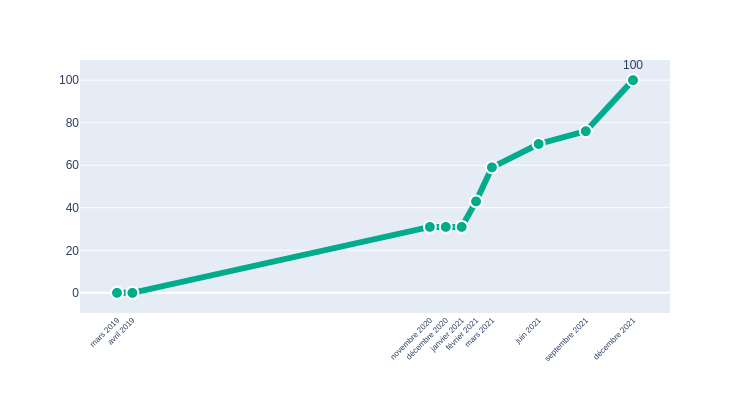 100
100
80
60
40
20
0
mars 2019
avril 2019
novembre 2020
décembre 2020
janvier 2021
février 2021
mars 2021
juin 2021
septembre 2021
décembre 2021